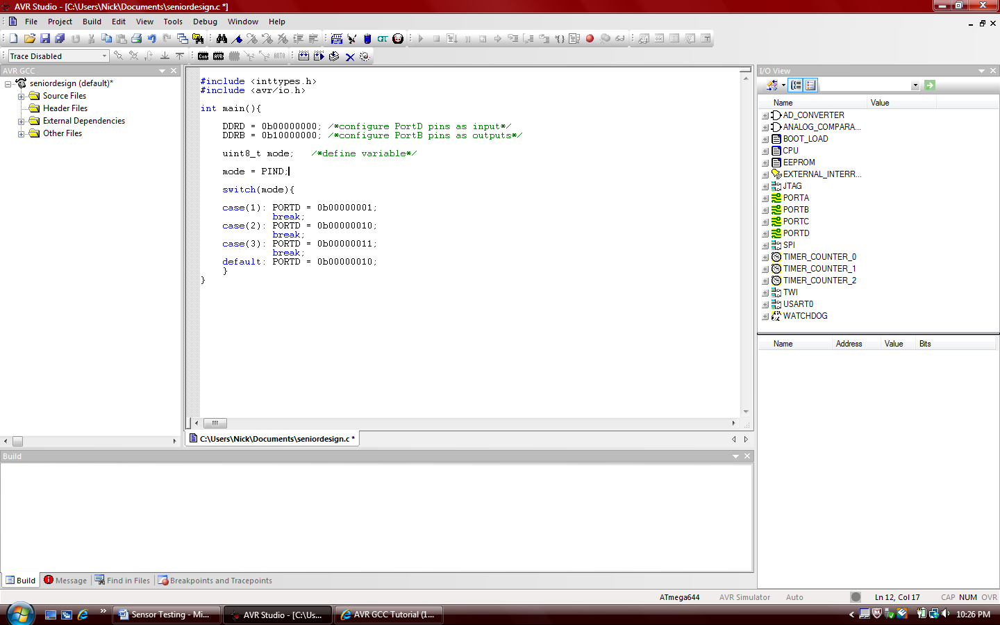 AVR Studio - [C:\Users\Nick\Documents\seniordesign.c *]
File Project Build Edit View Tools Debug Window Help
Trace Disabled
AUTO
AVR GCC
seniordesign (default)*
Source Files
Header Files
External Dependencies
Other Files
#include <inttypes.h>
#include <avr/io.h>
int main(){
DDRD = 0b00000000; /*configure PortD pins as input*/
DDRB = 0b10000000; /*configure PortB pins as outputs*/
uint8_t mode; /*define variable*/
mode = PIND;
switch(mode){
case(1): PORTD = 0b00000001;
break;
case(2): PORTD = 0b00000010;
break;
case(3): PORTD = 0b00000011;
break;
default: PORTD = 0b00000010;
}
}
C:\Users\Nick\Documents\seniordesign.c *
I/O View
Name Value
AD_CONVERTER
ANALOG_COMPARA...
BOOT_LOAD
CPU
EEPROM
EXTERNAL_INTERR...
JTAG
PORTA
PORTB
PORTC
PORTD
SPI
TIMER_COUNTER_0
TIMER_COUNTER_1
TIMER_COUNTER_2
TWI
USART0
WATCHDOG
Name Address Value Bits
Build
Build Message Find in Files Breakpoints and Tracepoints
ATmega644 AVR Simulator Auto Ln 12, Col 17 CAP NUM OVR
Sensor Testing - Mi... AVR Studio - [C:\Us... AVR GCC Tutorial (1... 10:26 PM